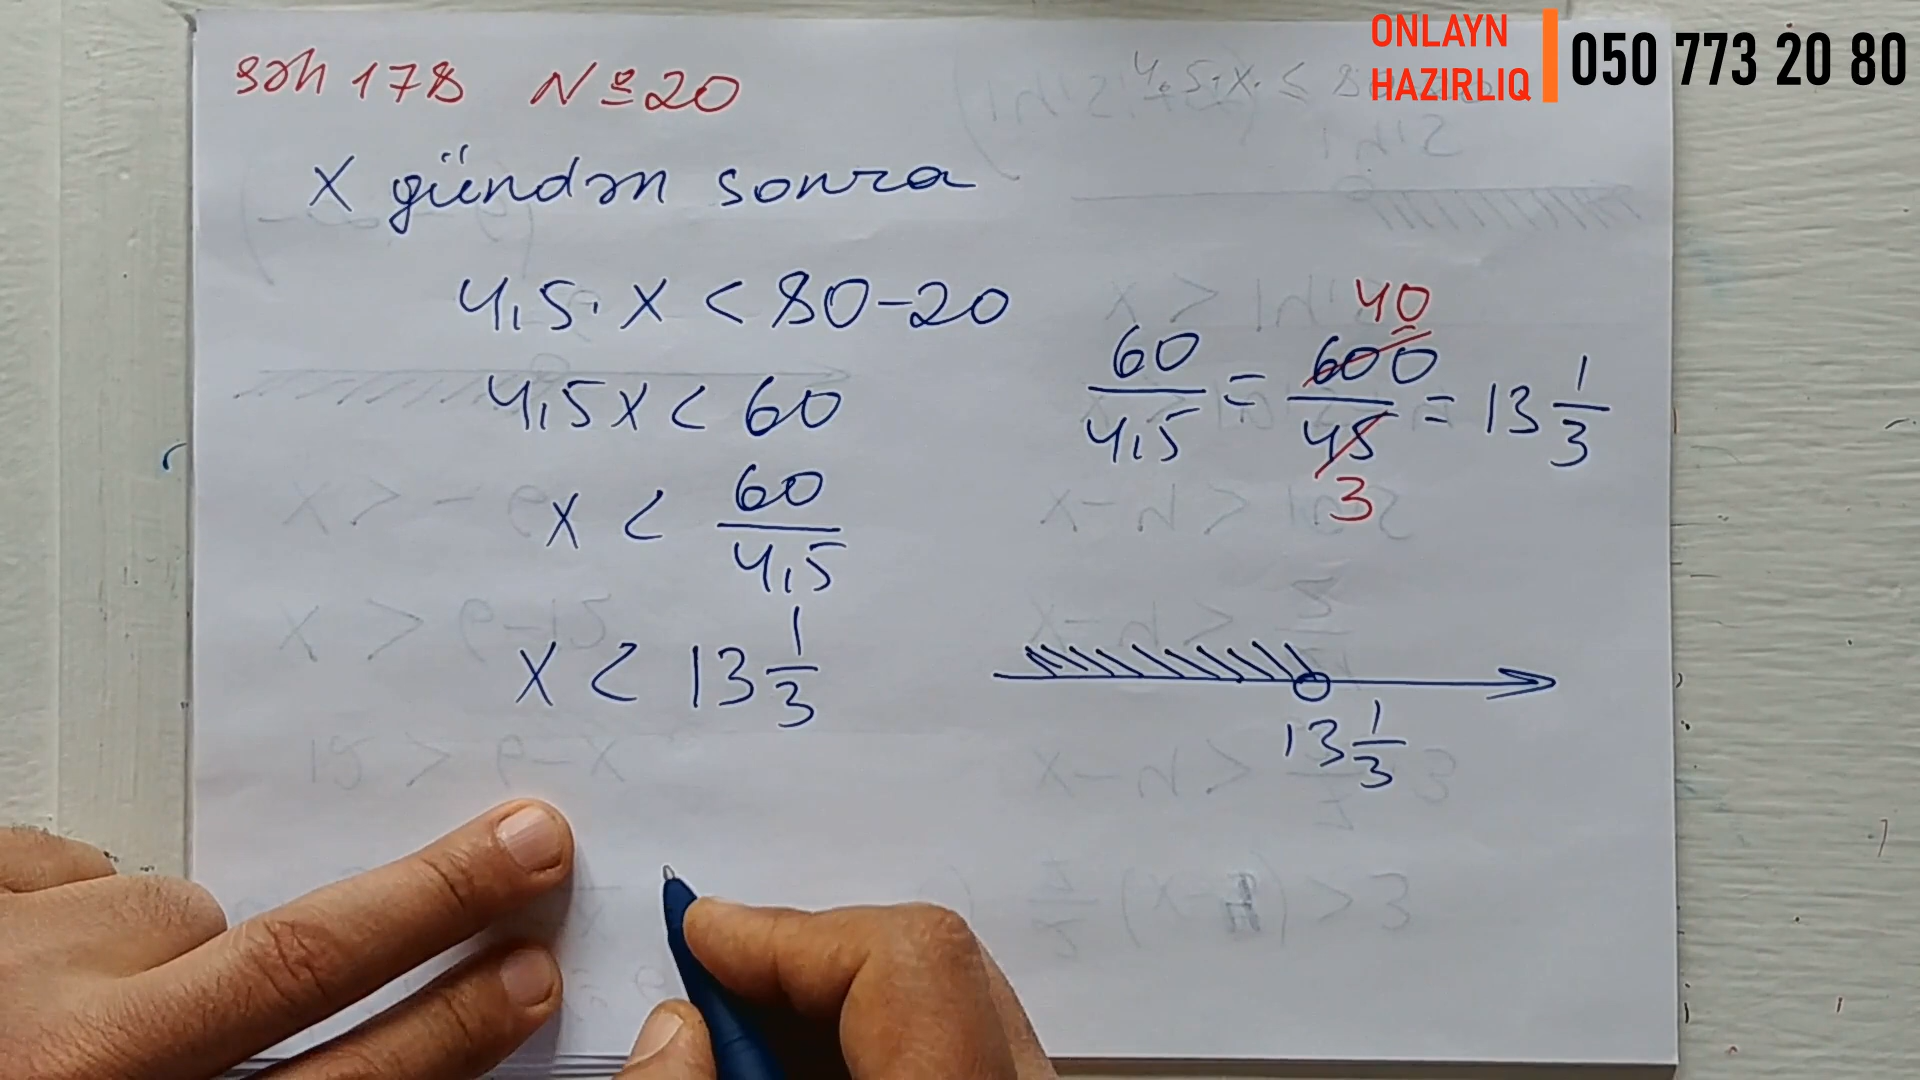 ONLAYN
HAZIRLIQ
050 773 20 80
səh 178 №20
X gündən sonra
4,5·X < 80-20
4,5X < 60
X < 60/4,5
X < 13 1/3
60/4,5 = 600/45 = 13 1/3
40
3
13 1/3